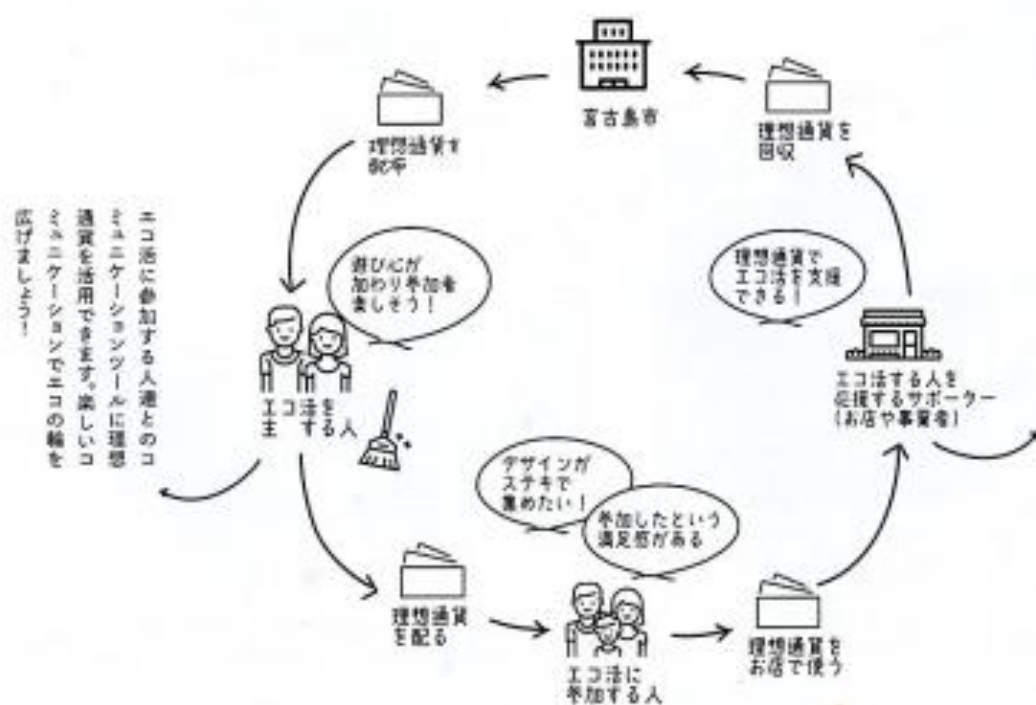 宮古島市
理想通貨を
配布
遊び心が
加わり参加者
楽しそう！
エコ活を
主　する人
エコ活に参加する人達とのコ
ミュニケーションツールに理想
通貨を活用できます。楽しいコ
ミュニケーションでエコの輪を
広げましょう！
理想通貨
を配る
デザインが
ステキで
集めたい！
参加したという
満足感がある
エコ活に
参加する人
理想通貨を
お店で使う
エコ活する人を
応援するサポーター
(お店や事業者)
理想通貨で
エコ活を支援
できる！
理想通貨を
回収